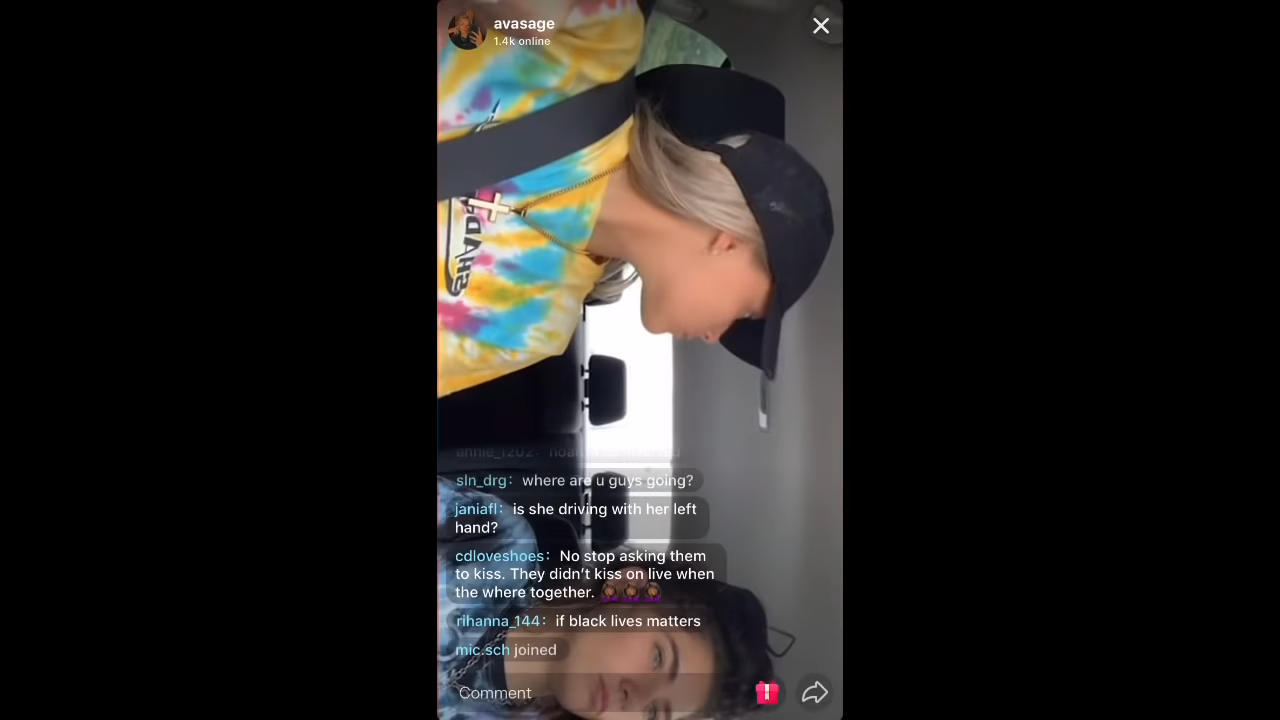 avasage
1.4k online
sln_drg: where are u guys going?
janiafl: is she driving with her left
hand?
cdloveshoes: No stop asking them
to kiss. They didn't kiss on live when
the where together.
rihanna_144: if black lives matters
mic.sch joined
Comment